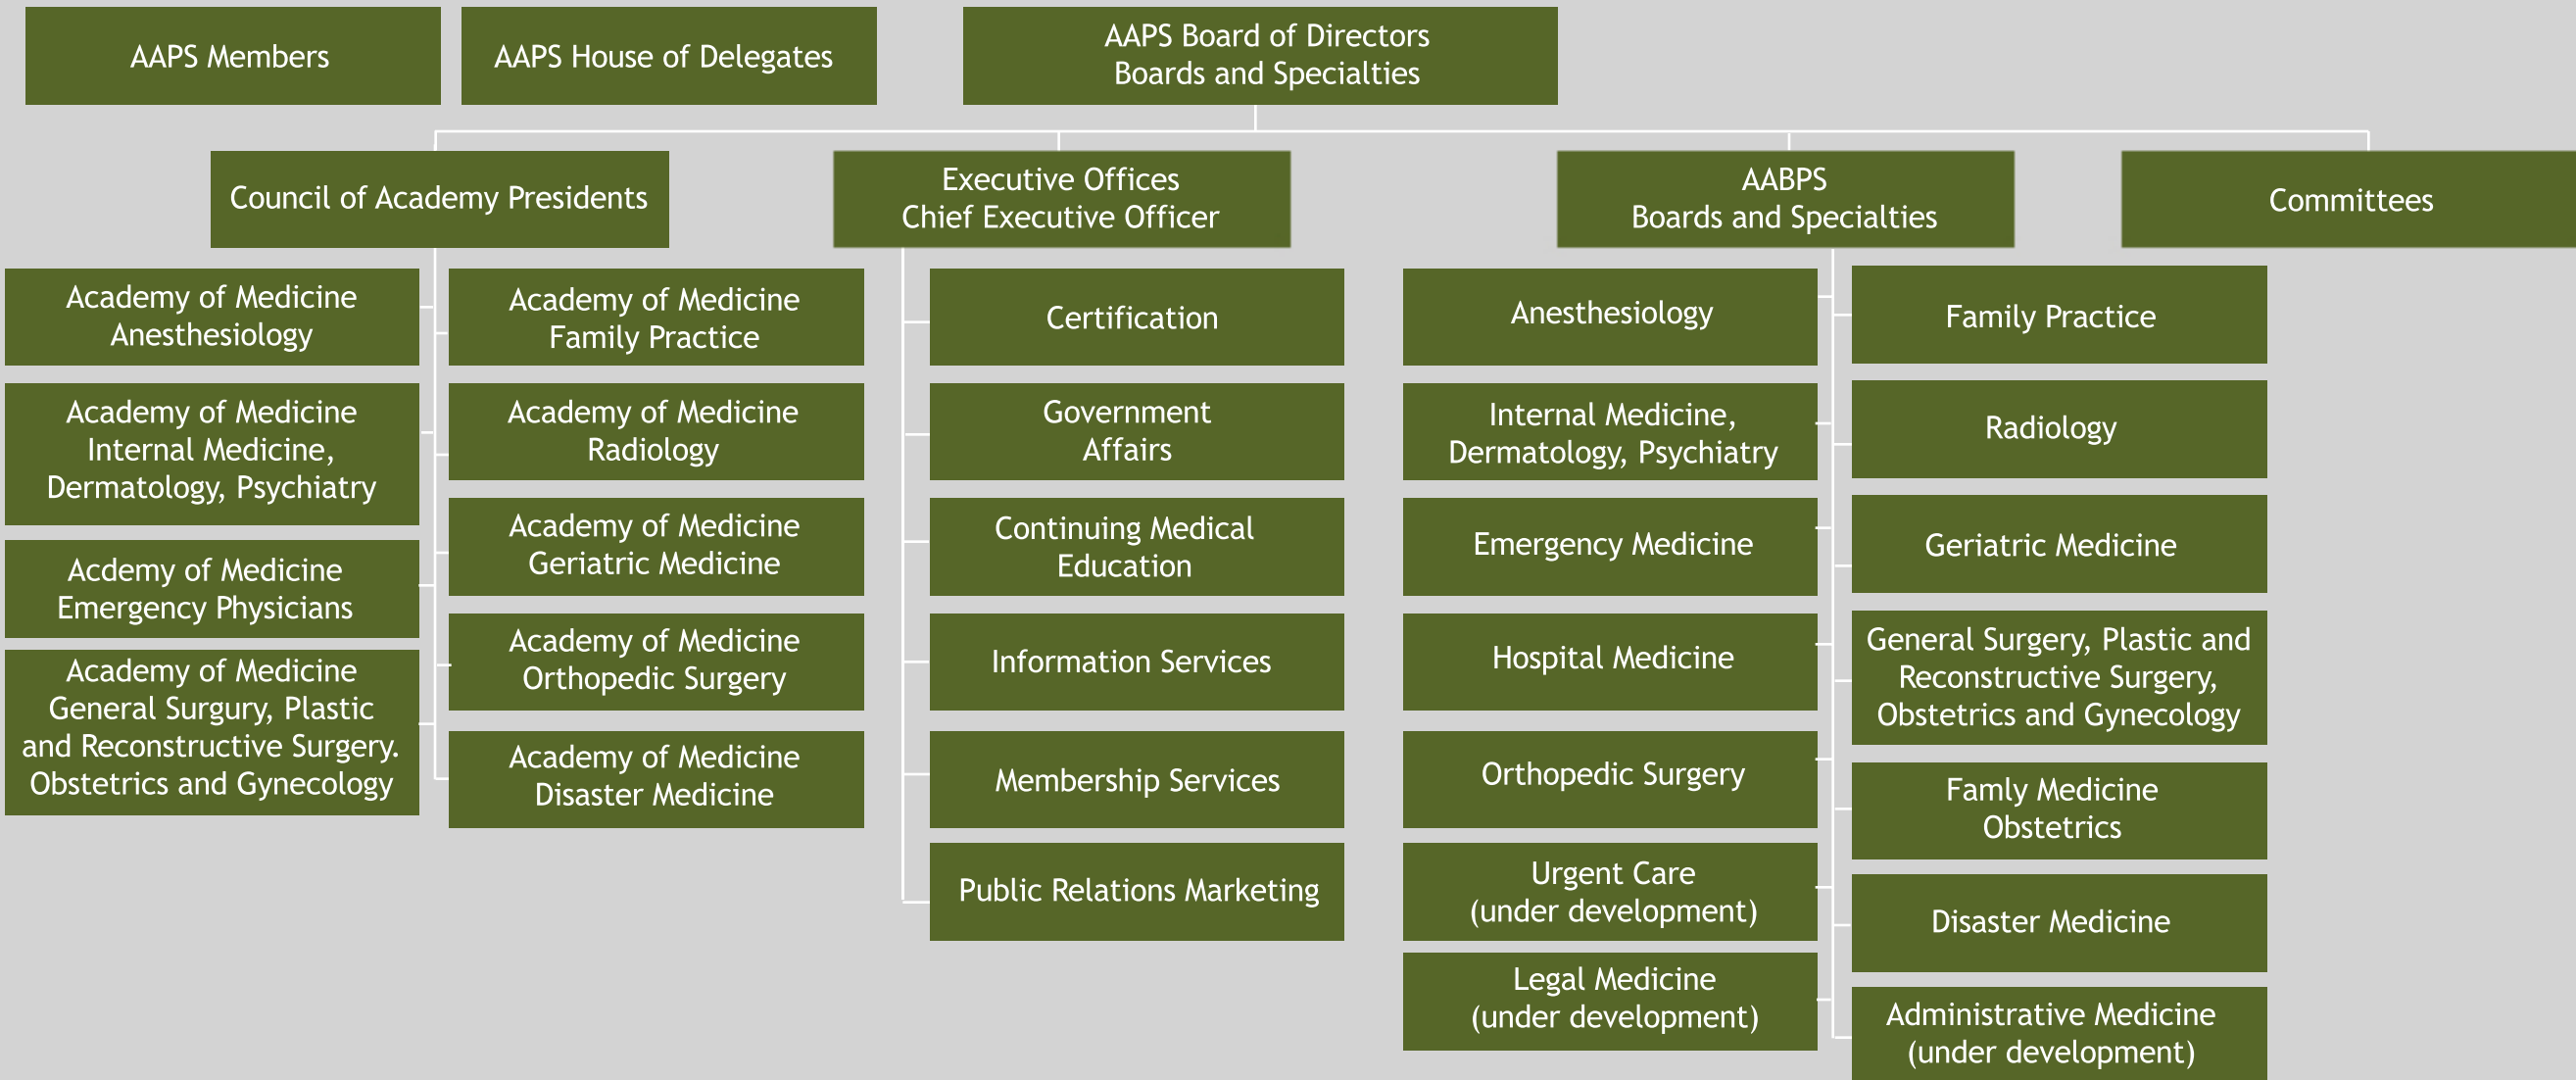 AAPS Members
AAPS House of Delegates
AAPS Board of Directors
Boards and Specialties
Council of Academy Presidents
Executive Offices
Chief Executive Officer
AABPS
Boards and Specialties
Committees
Academy of Medicine
Anesthesiology
Academy of Medicine
Internal Medicine,
Dermatology, Psychiatry
Acdemy of Medicine
Emergency Physicians
Academy of Medicine
General Surgury, Plastic
and Reconstructive Surgery.
Obstetrics and Gynecology
Academy of Medicine
Family Practice
Academy of Medicine
Radiology
Academy of Medicine
Geriatric Medicine
Academy of Medicine
Orthopedic Surgery
Academy of Medicine
Disaster Medicine
Certification
Government
Affairs
Continuing Medical
Education
Information Services
Membership Services
Public Relations Marketing
Anesthesiology
Internal Medicine,
Dermatology, Psychiatry
Emergency Medicine
Hospital Medicine
Orthopedic Surgery
Urgent Care
(under development)
Legal Medicine
(under development)
Family Practice
Radiology
Geriatric Medicine
General Surgery, Plastic and
Reconstructive Surgery,
Obstetrics and Gynecology
Famly Medicine
Obstetrics
Disaster Medicine
Administrative Medicine
(under development)